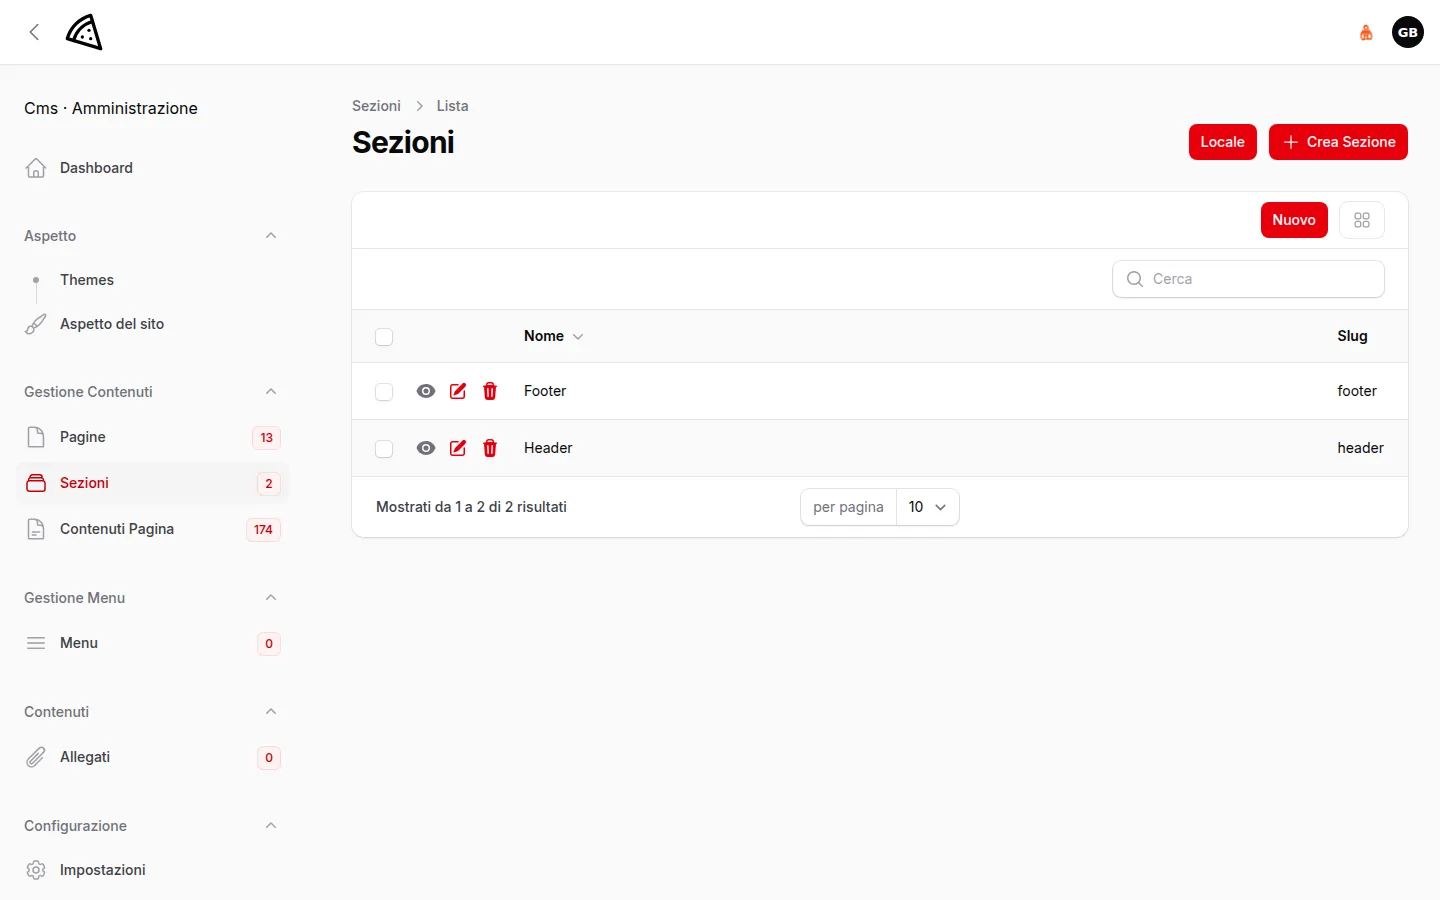 GB
Cms · Amministrazione
Dashboard
Aspetto
Themes
Aspetto del sito
Gestione Contenuti
Pagine 13
Sezioni 2
Contenuti Pagina 174
Gestione Menu
Menu 0
Contenuti
Allegati 0
Configurazione
Impostazioni
Sezioni Lista
Sezioni
Locale Crea Sezione
Nuovo
Cerca
Nome Slug
Footer footer
Header header
Mostrati da 1 a 2 di 2 risultati per pagina 10